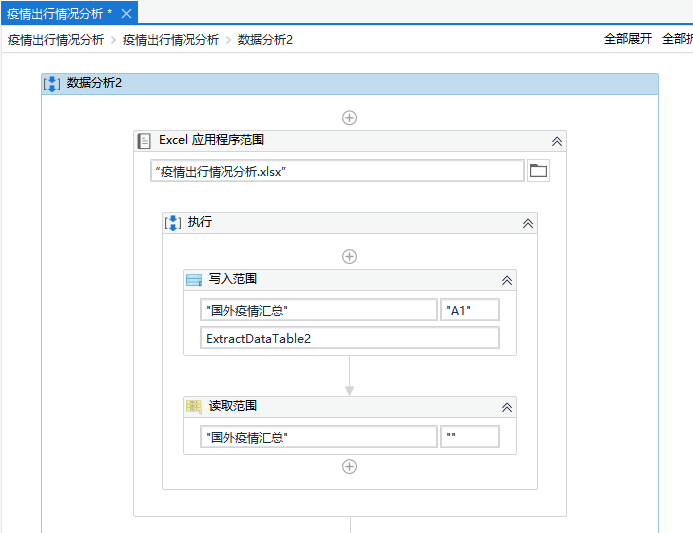 疫情出行情况分析 *
疫情出行情况分析 > 疫情出行情况分析 > 数据分析2
全部展开 全部
数据分析2
Excel 应用程序范围
“疫情出行情况分析.xlsx”
执行
写入范围
"国外疫情汇总" "A1"
ExtractDataTable2
读取范围
"国外疫情汇总" ""